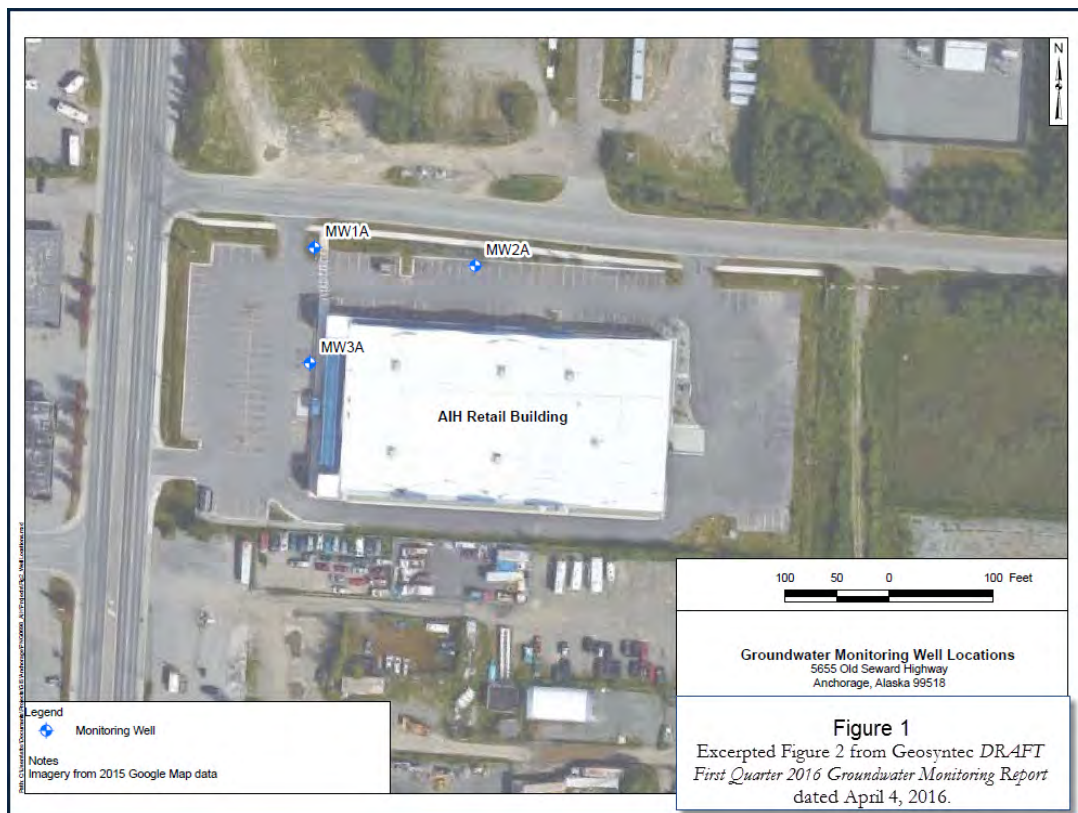 N
MW1A
MW2A
MW3A
AIH Retail Building
100 50 0 100 Feet
Groundwater Monitoring Well Locations
5655 Old Seward Highway
Anchorage, Alaska 99518
Legend
Monitoring Well
Notes
Imagery from 2015 Google Map data
Figure 1
Excerpted Figure 2 from Geosyntec DRAFT
First Quarter 2016 Groundwater Monitoring Report
dated April 4, 2016.